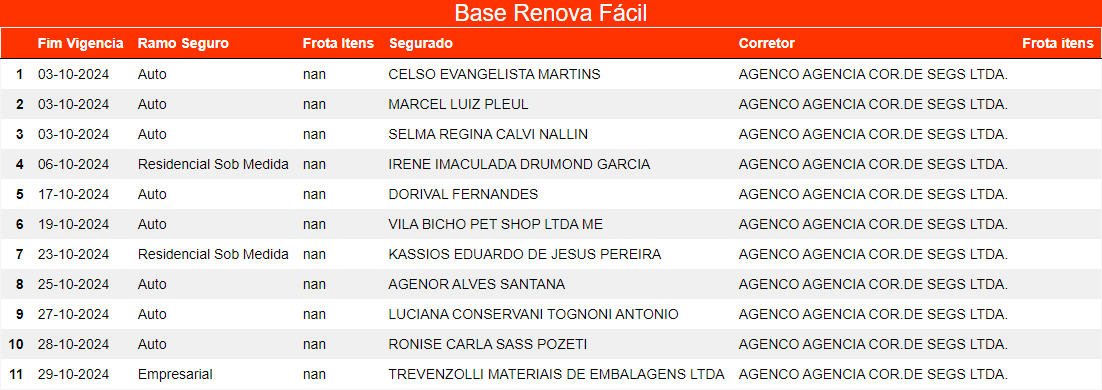 Base Renova Fácil
Fim Vigencia Ramo Seguro Frota Itens Segurado Corretor Frota itens
1 03-10-2024 Auto nan CELSO EVANGELISTA MARTINS AGENCO AGENCIA COR.DE SEGS LTDA.
2 03-10-2024 Auto nan MARCEL LUIZ PLEUL AGENCO AGENCIA COR.DE SEGS LTDA.
3 03-10-2024 Auto nan SELMA REGINA CALVI NALLIN AGENCO AGENCIA COR.DE SEGS LTDA.
4 06-10-2024 Residencial Sob Medida nan IRENE IMACULADA DRUMOND GARCIA AGENCO AGENCIA COR.DE SEGS LTDA.
5 17-10-2024 Auto nan DORIVAL FERNANDES AGENCO AGENCIA COR.DE SEGS LTDA.
6 19-10-2024 Auto nan VILA BICHO PET SHOP LTDA ME AGENCO AGENCIA COR.DE SEGS LTDA.
7 23-10-2024 Residencial Sob Medida nan KASSIOS EDUARDO DE JESUS PEREIRA AGENCO AGENCIA COR.DE SEGS LTDA.
8 25-10-2024 Auto nan AGENOR ALVES SANTANA AGENCO AGENCIA COR.DE SEGS LTDA.
9 27-10-2024 Auto nan LUCIANA CONSERVANI TOGNONI ANTONIO AGENCO AGENCIA COR.DE SEGS LTDA.
10 28-10-2024 Auto nan RONISE CARLA SASS POZETI AGENCO AGENCIA COR.DE SEGS LTDA.
11 29-10-2024 Empresarial nan TREVENZOLLI MATERIAIS DE EMBALAGENS LTDA AGENCO AGENCIA COR.DE SEGS LTDA.